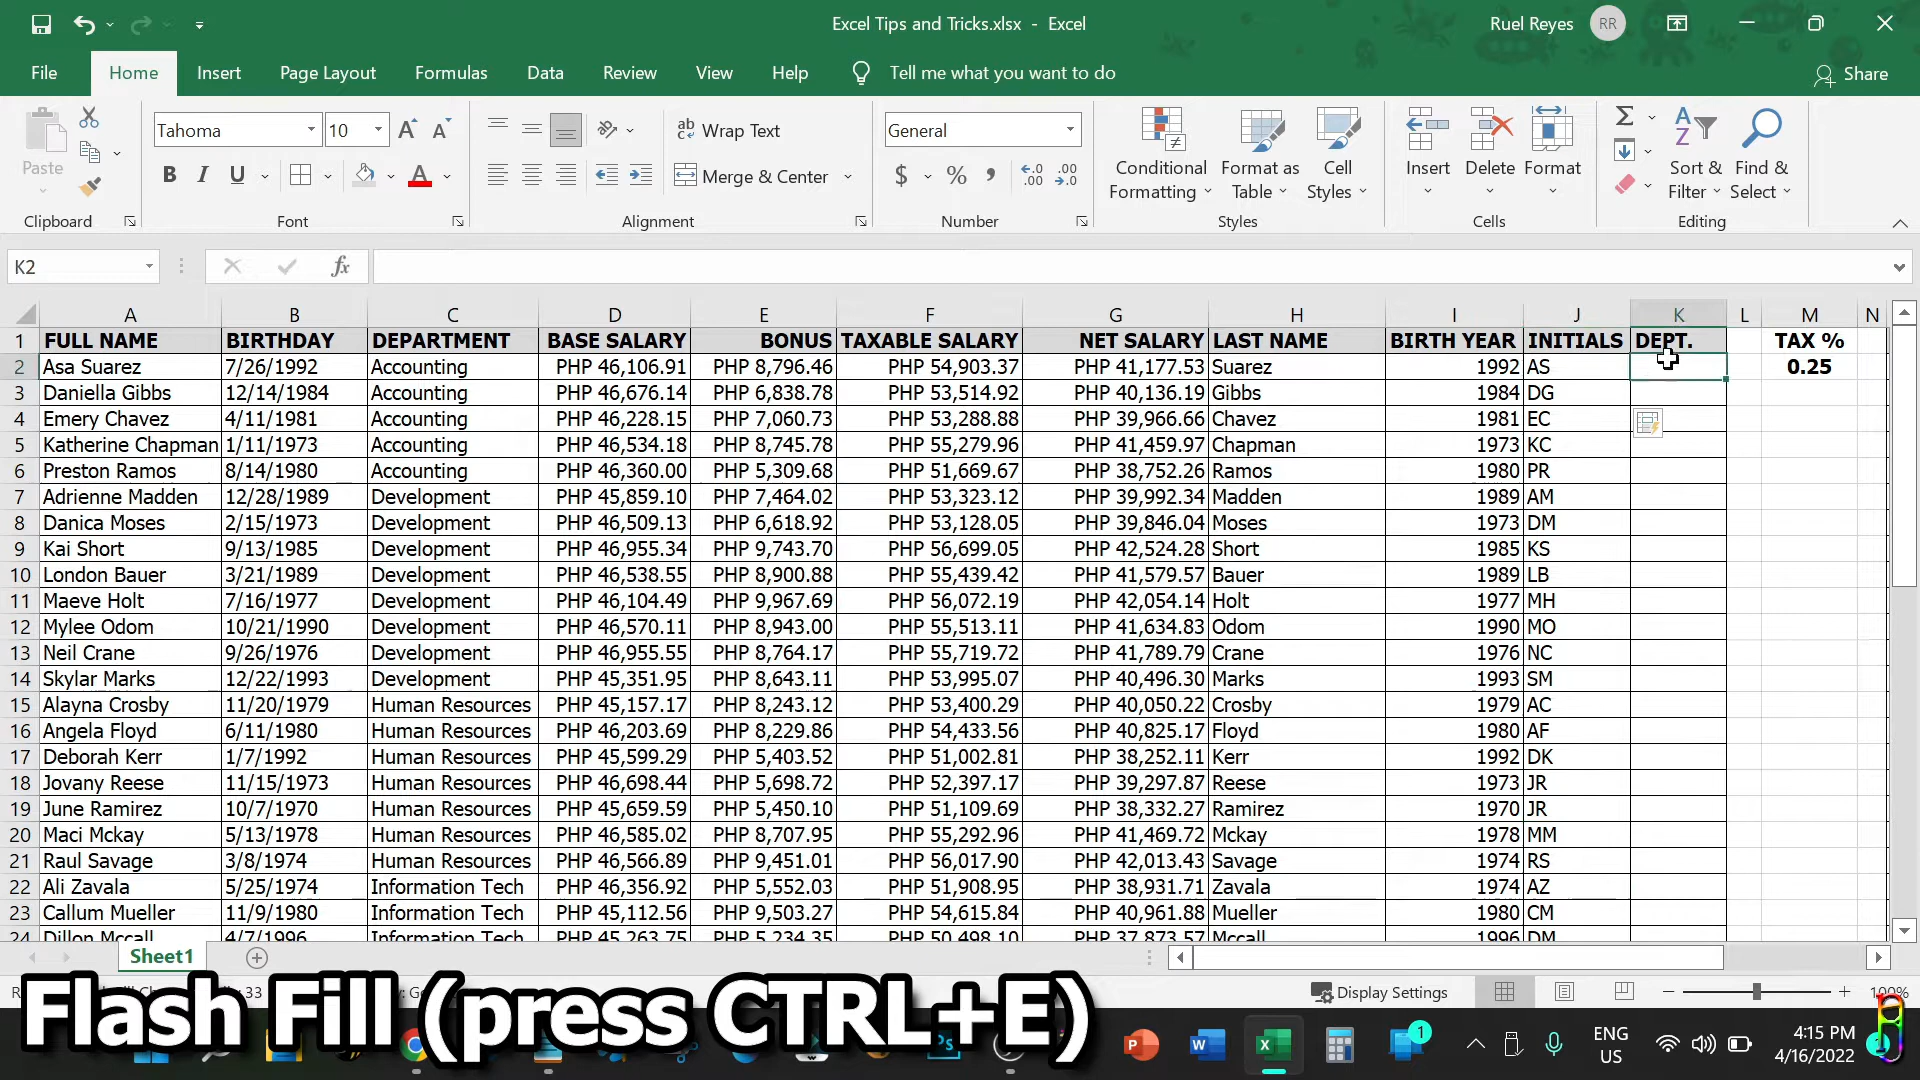 Excel Tips and Tricks.xlsx - Excel
Ruel Reyes RR
File Home Insert Page Layout Formulas Data Review View Help Tell me what you want to do Share
Paste
Tahoma 10
Wrap Text
General
Merge & Center
Conditional Formatting
Format as Table
Cell Styles
Insert Delete Format
Sort & Filter
Find & Select
Clipboard Font Alignment Number Styles Cells Editing
K2 fx
A B C D E F G H I J K L M N
1 FULL NAME BIRTHDAY DEPARTMENT BASE SALARY BONUS TAXABLE SALARY NET SALARY LAST NAME BIRTH YEAR INITIALS DEPT. TAX %
2 Asa Suarez 7/26/1992 Accounting PHP 46,106.91 PHP 8,796.46 PHP 54,903.37 PHP 41,177.53 Suarez 1992 AS 0.25
3 Daniella Gibbs 12/14/1984 Accounting PHP 46,676.14 PHP 6,838.78 PHP 53,514.92 PHP 40,136.19 Gibbs 1984 DG
4 Emery Chavez 4/11/1981 Accounting PHP 46,228.15 PHP 7,060.73 PHP 53,288.88 PHP 39,966.66 Chavez 1981 EC
5 Katherine Chapman 1/11/1973 Accounting PHP 46,534.18 PHP 8,745.78 PHP 55,279.96 PHP 41,459.97 Chapman 1973 KC
6 Preston Ramos 8/14/1980 Accounting PHP 46,360.00 PHP 5,309.68 PHP 51,669.67 PHP 38,752.26 Ramos 1980 PR
7 Adrienne Madden 12/28/1989 Development PHP 45,859.10 PHP 7,464.02 PHP 53,323.12 PHP 39,992.34 Madden 1989 AM
8 Danica Moses 2/15/1973 Development PHP 46,509.13 PHP 6,618.92 PHP 53,128.05 PHP 39,846.04 Moses 1973 DM
9 Kai Short 9/13/1985 Development PHP 46,955.34 PHP 9,743.70 PHP 56,699.05 PHP 42,524.28 Short 1985 KS
10 London Bauer 3/21/1989 Development PHP 46,538.55 PHP 8,900.88 PHP 55,439.42 PHP 41,579.57 Bauer 1989 LB
11 Maeve Holt 7/16/1977 Development PHP 46,104.49 PHP 9,967.69 PHP 56,072.19 PHP 42,054.14 Holt 1977 MH
12 Mylee Odom 10/21/1990 Development PHP 46,570.11 PHP 8,943.00 PHP 55,513.11 PHP 41,634.83 Odom 1990 MO
13 Neil Crane 9/26/1976 Development PHP 46,955.55 PHP 8,764.17 PHP 55,719.72 PHP 41,789.79 Crane 1976 NC
14 Skylar Marks 12/22/1993 Development PHP 45,351.95 PHP 8,643.11 PHP 53,995.07 PHP 40,496.30 Marks 1993 SM
15 Alayna Crosby 11/20/1979 Human Resources PHP 45,157.17 PHP 8,243.12 PHP 53,400.29 PHP 40,050.22 Crosby 1979 AC
16 Angela Floyd 6/11/1980 Human Resources PHP 46,203.69 PHP 8,229.86 PHP 54,433.56 PHP 40,825.17 Floyd 1980 AF
17 Deborah Kerr 1/7/1992 Human Resources PHP 45,599.29 PHP 5,403.52 PHP 51,002.81 PHP 38,252.11 Kerr 1992 DK
18 Jovany Reese 11/15/1973 Human Resources PHP 46,698.44 PHP 5,698.72 PHP 52,397.17 PHP 39,297.87 Reese 1973 JR
19 June Ramirez 10/7/1970 Human Resources PHP 45,659.59 PHP 5,450.10 PHP 51,109.69 PHP 38,332.27 Ramirez 1970 JR
20 Maci Mckay 5/13/1978 Human Resources PHP 46,585.02 PHP 8,707.95 PHP 55,292.96 PHP 41,469.72 Mckay 1978 MM
21 Raul Savage 3/8/1974 Human Resources PHP 46,566.89 PHP 9,451.01 PHP 56,017.90 PHP 42,013.43 Savage 1974 RS
22 Ali Zavala 5/25/1974 Information Tech PHP 46,356.92 PHP 5,552.03 PHP 51,908.95 PHP 38,931.71 Zavala 1974 AZ
23 Callum Mueller 11/9/1980 Information Tech PHP 45,112.56 PHP 9,503.27 PHP 54,615.84 PHP 40,961.88 Mueller 1980 CM
24 Dillon Mccall 4/7/1996 Information Tech PHP 45,263.75 PHP 5,234.35 PHP 50,498.10 PHP 37,873.57 Mccall 1996 DM
Sheet1
Display Settings 100%
Flash Fill (press CTRL+E)
ENG
US
4:15 PM
4/16/2022